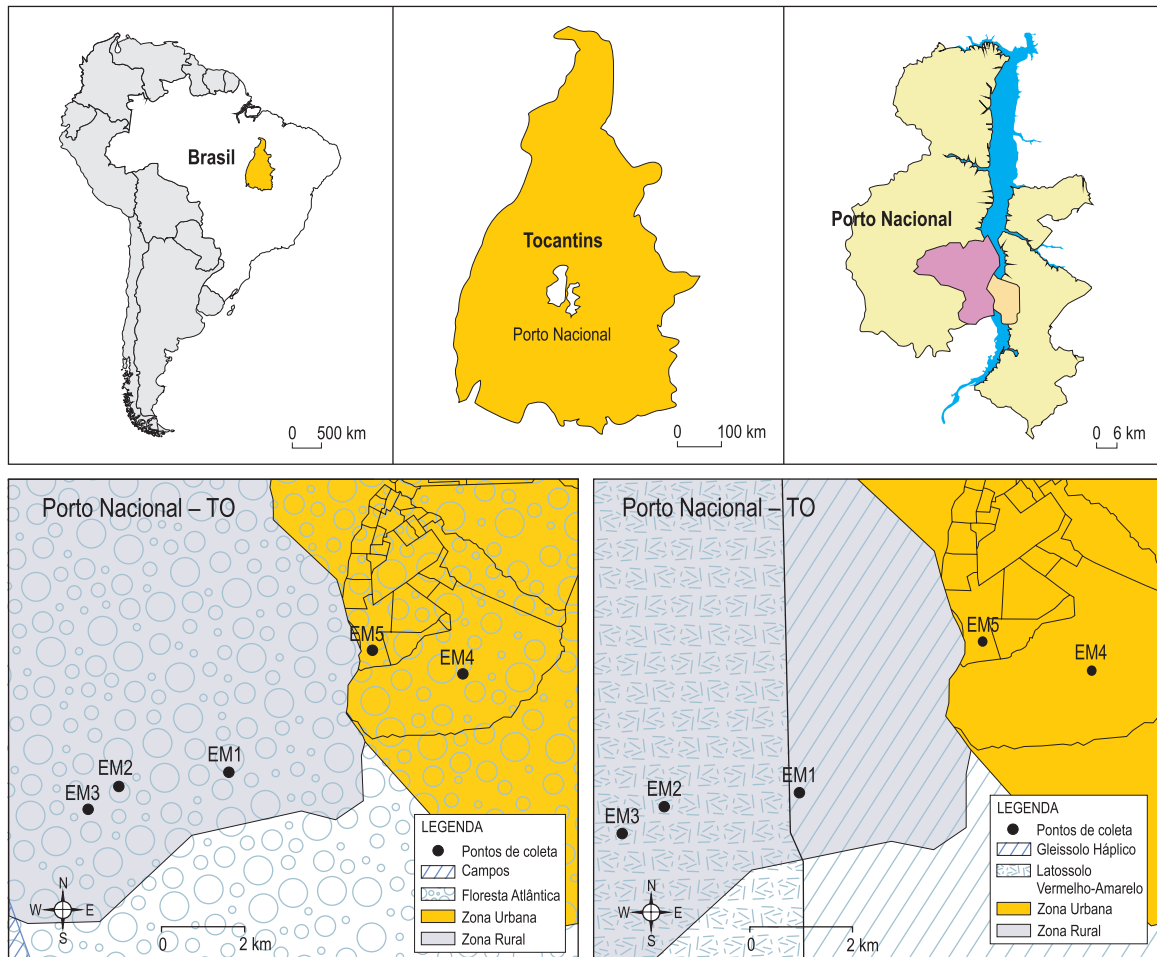 Brasil
0 500 km
Tocantins
Porto Nacional
0 100 km
Porto Nacional
0 6 km
Porto Nacional – TO
EM5
EM4
EM1
EM2
EM3
N
W E
S
0 2 km
LEGENDA
Pontos de coleta
Campos
Floresta Atlântica
Zona Urbana
Zona Rural
Porto Nacional – TO
EM5
EM4
EM1
EM2
EM3
N
W E
S
0 2 km
LEGENDA
Pontos de coleta
Gleissolo Háplico
Latossolo
Vermelho-Amarelo
Zona Urbana
Zona Rural